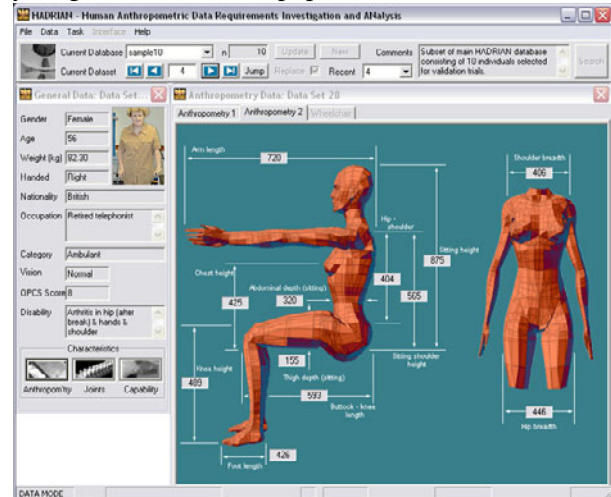 HADRIAN - Human Anthropometric Data Requirements Investigation and ANalysis
File Data Task Interface Help
Current Database sample10 n 10 Update New Comments Subset of main HADRIAN database
consisting of 10 individuals selected
for validation trials.
Current Dataset 4 Jump Replace Recent 4 Search
General Data: Data Set...
Anthropometry Data: Data Set 20
Anthropometry 1 Anthropometry 2 Wheelchair
Gender Female
Age 56
Weight (kg) 82.30
Handed Right
Nationality British
Occupation Retired telephonist
Category Ambulant
Vision Normal
OPCS Score 8
Disability Arthritis in hip (after
break) & hands &
shoulder
Characteristics
Anthropom'try Joints Capability
Arm length
720
Shoulder breadth
406
Hip -
shoulder
Sitting height
875
Chest height
425
Abdominal depth (sitting)
320
404
505
Knee height
489
155
Thigh depth (sitting)
Sitting shoulder
height
593
Buttock - knee
length
446
Hip breadth
426
Foot length
DATA MODE